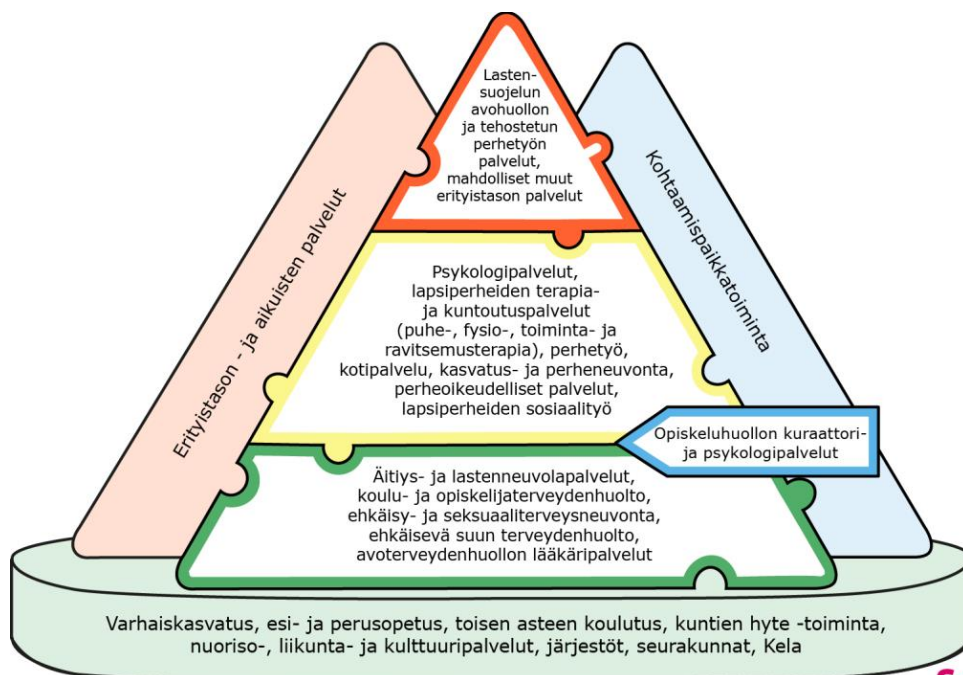 Lasten-
suojelun
avohuollon
ja tehostetun
perhetyön
palvelut,
mahdolliset muut
erityistason palvelut
Erityistason - ja aikuisten palvelut
Kohtaamispaikkatoiminta
Psykologipalvelut,
lapsiperheiden terapia-
ja kuntoutuspalvelut
(puhe-, fysio-, toiminta- ja
ravitsemusterapia), perhetyö,
kotipalvelu, kasvatus- ja perheneuvonta,
perheoikeudelliset palvelut,
lapsiperheiden sosiaalityö
Opiskeluhuollon kuraattori-
ja psykologipalvelut
Äitlys- ja lastenneuvolapalvelut,
koulu- ja opiskelijaterveydenhuolto,
ehkäisy- ja seksuaaliterveysneuvonta,
ehkäisevä suun terveydenhuolto,
avoterveydenhuollon lääkäripalvelut
Varhaiskasvatus, esi- ja perusopetus, toisen asteen koulutus, kuntien hyte -toiminta,
nuoriso-, liikunta- ja kulttuuripalvelut, järjestöt, seurakunnat, Kela